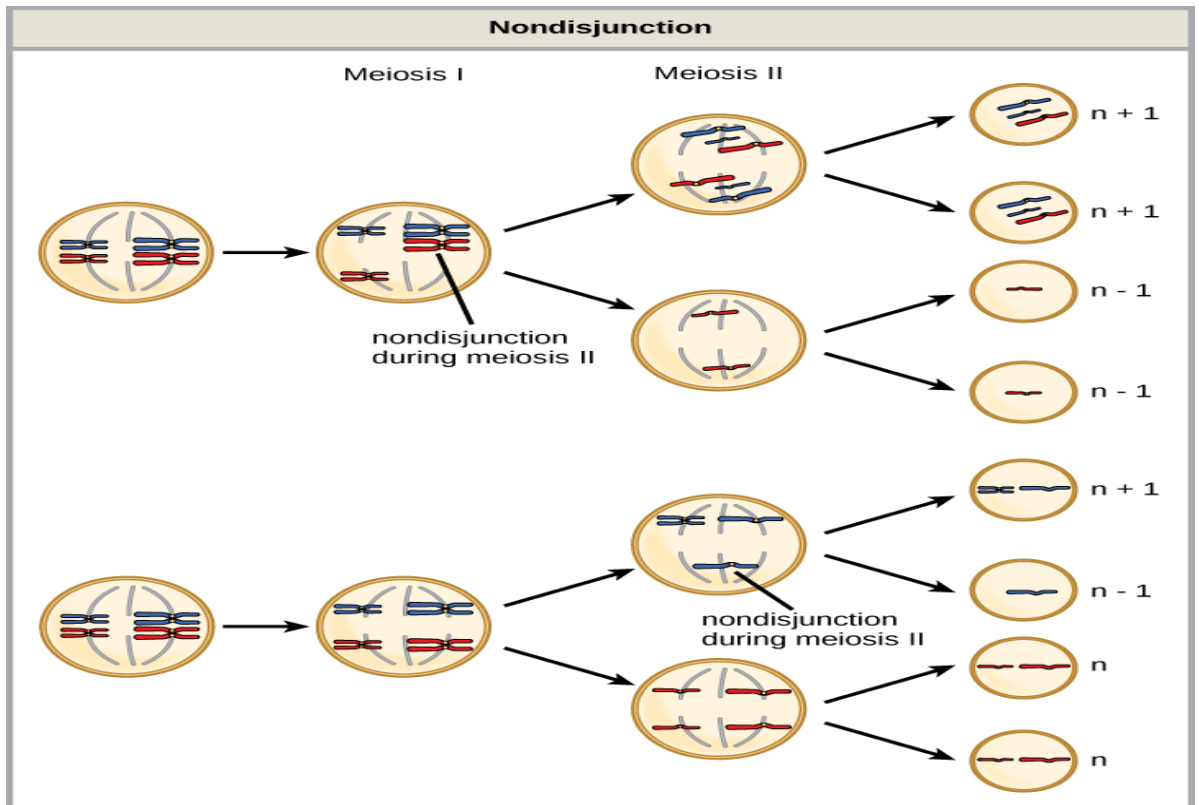 Nondisjunction
Meiosis I
Meiosis II
n + 1
n + 1
n - 1
nondisjunction
during meiosis II
n - 1
n + 1
n - 1
nondisjunction
during meiosis II
n
n